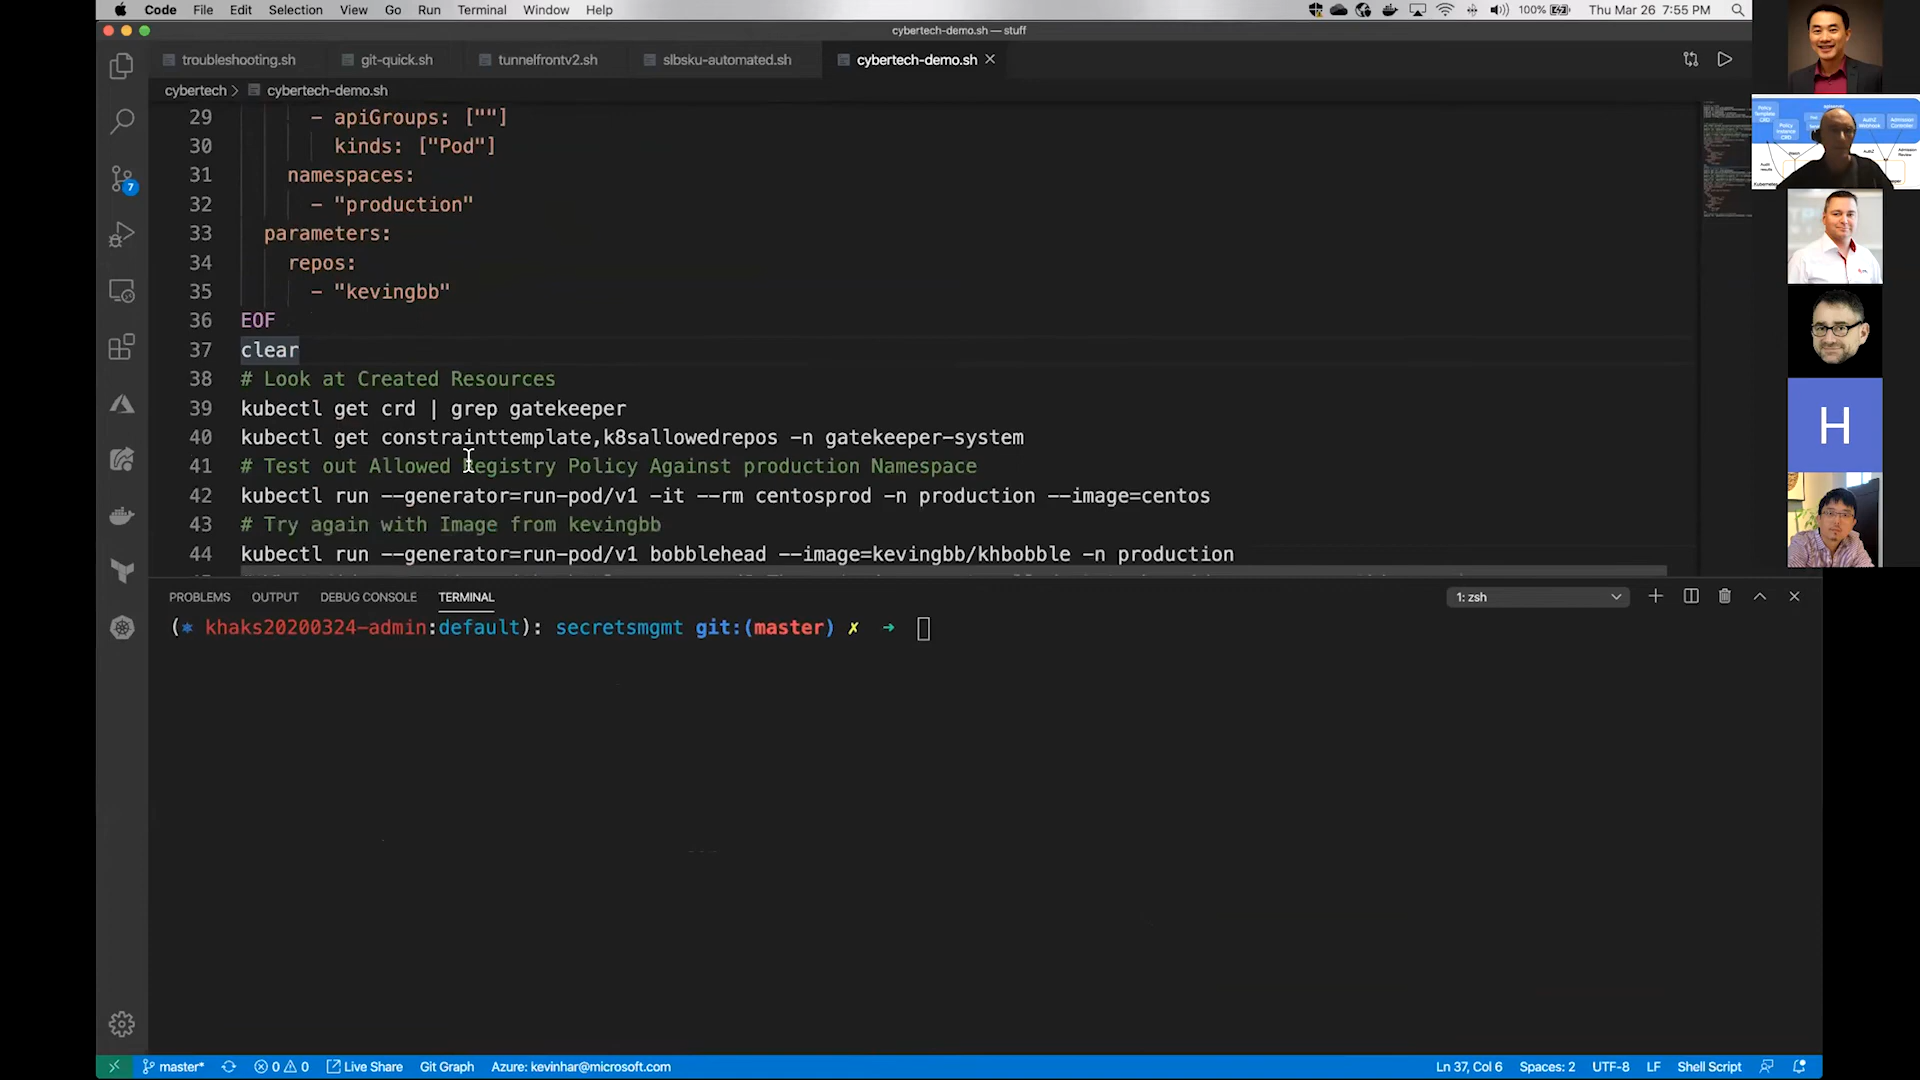 Code File Edit Selection View Go Run Terminal Window Help 100% Thu Mar 26 7:55 PM
cybertech-demo.sh — stuff
troubleshooting.sh git-quick.sh tunnelfrontv2.sh slbsku-automated.sh cybertech-demo.sh
cybertech > cybertech-demo.sh
29 - apiGroups: [""]
30 kinds: ["Pod"]
31 namespaces:
32 - "production"
33 parameters:
34 repos:
35 - "kevingbb"
36 EOF
37 clear
38 # Look at Created Resources
39 kubectl get crd | grep gatekeeper
40 kubectl get constrainttemplate,k8sallowedrepos -n gatekeeper-system
41 # Test out Allowed Registry Policy Against production Namespace
42 kubectl run --generator=run-pod/v1 -it --rm centosprod -n production --image=centos
43 # Try again with Image from kevingbb
44 kubectl run --generator=run-pod/v1 bobblehead --image=kevingbb/khbobble -n production
7
PROBLEMS OUTPUT DEBUG CONSOLE TERMINAL 1: zsh
(⎈ khaks20200324-admin:default): secretsmgmt git:(master) ✗ →
master* 0 0 Live Share Git Graph Azure: kevinhar@microsoft.com Ln 37, Col 6 Spaces: 2 UTF-8 LF Shell Script
H